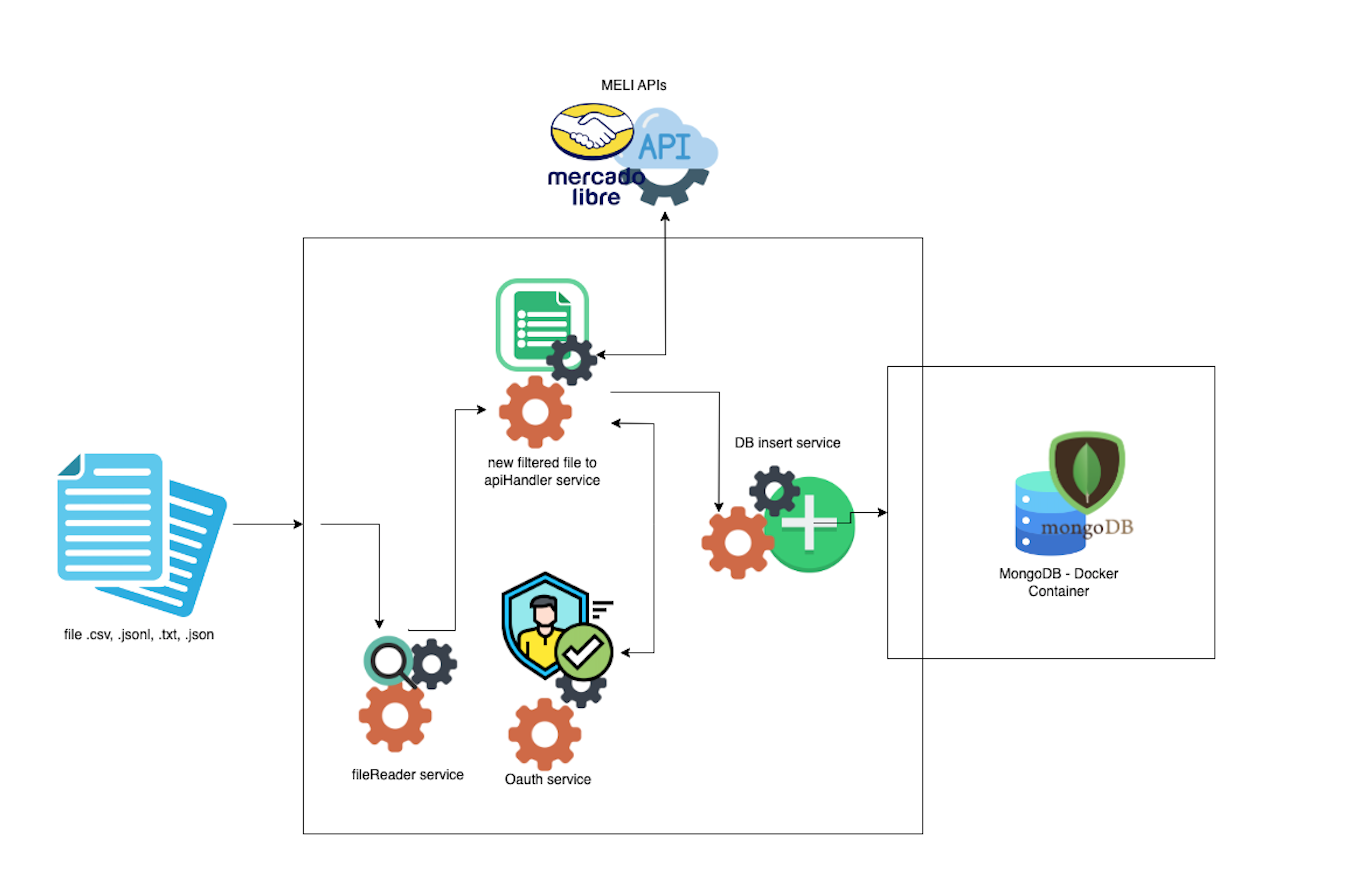 MELI APIs
API
mercado
libre
new filtered file to
apiHandler service
DB insert service
mongoDB
MongoDB - Docker
Container
file .csv, .jsonl, .txt, .json
fileReader service
Oauth service